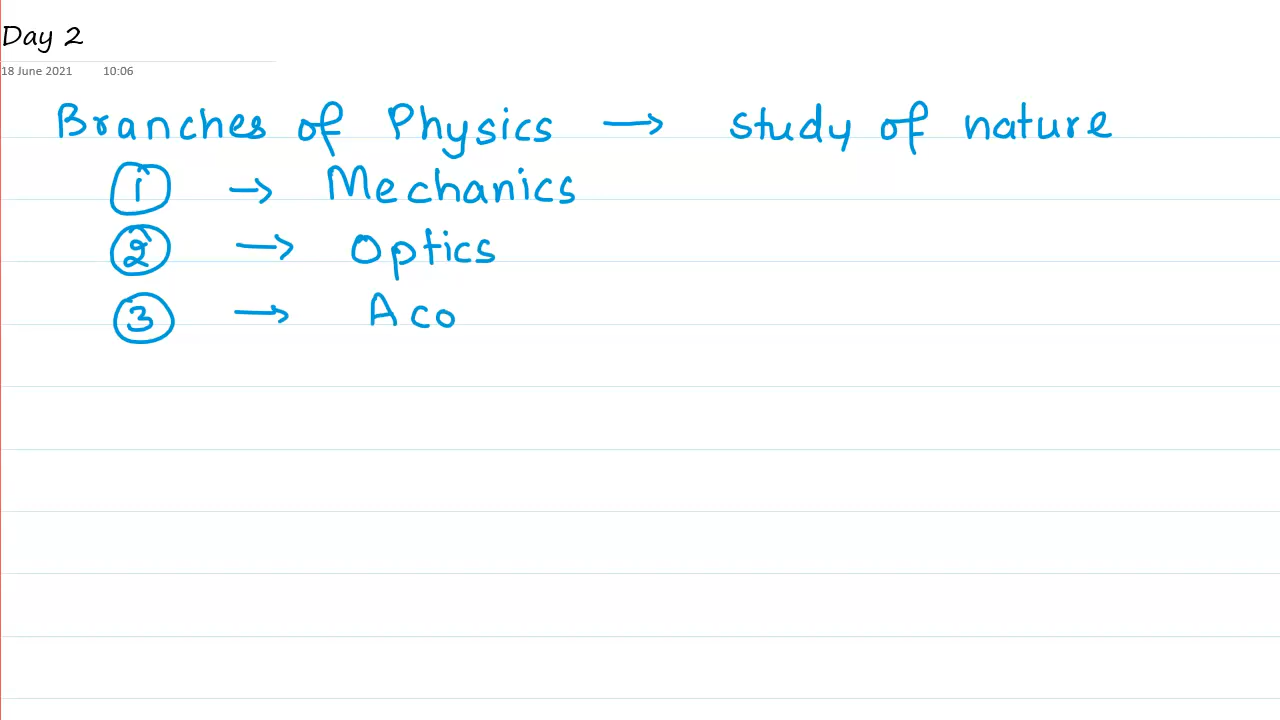 Day 2
18 June 2021 10:06
Branches of Physics → study of nature
① → Mechanics
② → Optics
③ → Aco